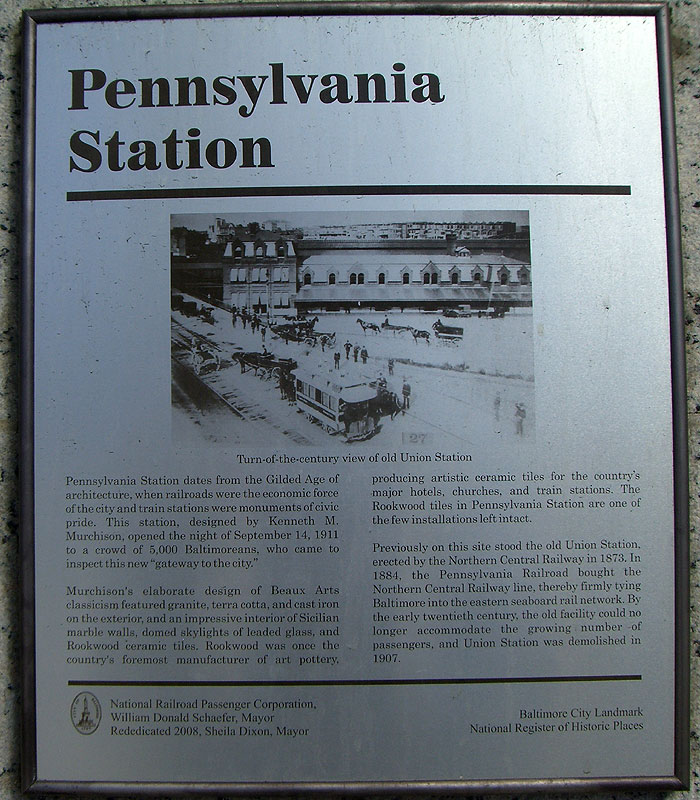 Pennsylvania
Station
27
Turn-of-the-century view of old Union Station
Pennsylvania Station dates from the Gilded Age of
architecture, when railroads were the economic force
of the city and train stations were monuments of civic
pride. This station, designed by Kenneth M.
Murchison, opened the night of September 14, 1911
to a crowd of 5,000 Baltimoreans, who came to
inspect this new “gateway to the city.”
Murchison's elaborate design of Beaux Arts
classicism featured granite, terra cotta, and cast iron
on the exterior, and an impressive interior of Sicilian
marble walls, domed skylights of leaded glass, and
Rookwood ceramic tiles. Rookwood was once the
country's foremost manufacturer of art pottery,
producing artistic ceramic tiles for the country's
major hotels, churches, and train stations. The
Rookwood tiles in Pennsylvania Station are one of
the few installations left intact.
Previously on this site stood the old Union Station,
erected by the Northern Central Railway in 1873. In
1884, the Pennsylvania Railroad bought the
Northern Central Railway line, thereby firmly tying
Baltimore into the eastern seaboard rail network. By
the early twentieth century, the old facility could no
longer accommodate the growing number of
passengers, and Union Station was demolished in
1907.
National Railroad Passenger Corporation,
William Donald Schaefer, Mayor
Rededicated 2008, Sheila Dixon, Mayor
Baltimore City Landmark
National Register of Historic Places